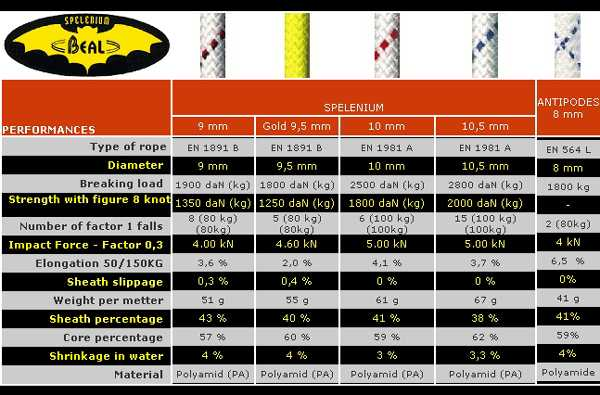 SPELENIUM
BEAL
SPELENIUM
ANTIPODES
8 mm
PERFORMANCES 9 mm Gold 9,5 mm 10 mm 10,5 mm
Type of rope EN 1891 B EN 1891 B EN 1981 A EN 1981 A EN 564 L
Diameter 9 mm 9,5 mm 10 mm 10,5 mm 8 mm
Breaking load 1900 daN (kg) 1800 daN (kg) 2500 daN (kg) 2800 daN (kg) 1800 kg
Strength with figure 8 knot 1350 daN (kg) 1250 daN (kg) 1800 daN (kg) 2000 daN (kg) -
Number of factor 1 falls 8 (80 kg) 5 (80 kg) 6 (100 kg) 15 (100 kg) 2 (80kg)
(80kg) (80kg) (100kg) (100kg)
Impact Force - Factor 0,3 4.00 kN 4.60 kN 5.00 kN 5.00 kN 4 kN
Elongation 50/150KG 3,6 % 2,0 % 4,1 % 3,7 % 6,5 %
Sheath slippage 0,3 % 0,4 % 0 % 0 % 0%
Weight per metter 51 g 55 g 61 g 67 g 41 g
Sheath percentage 43 % 40 % 41 % 38 % 41%
Core percentage 57 % 60 % 59 % 62 % 59%
Shrinkage in water 4 % 4 % 3 % 3,3 % 4%
Material Polyamid (PA) Polyamid (PA) Polyamid (PA) Polyamid (PA) Polyamide